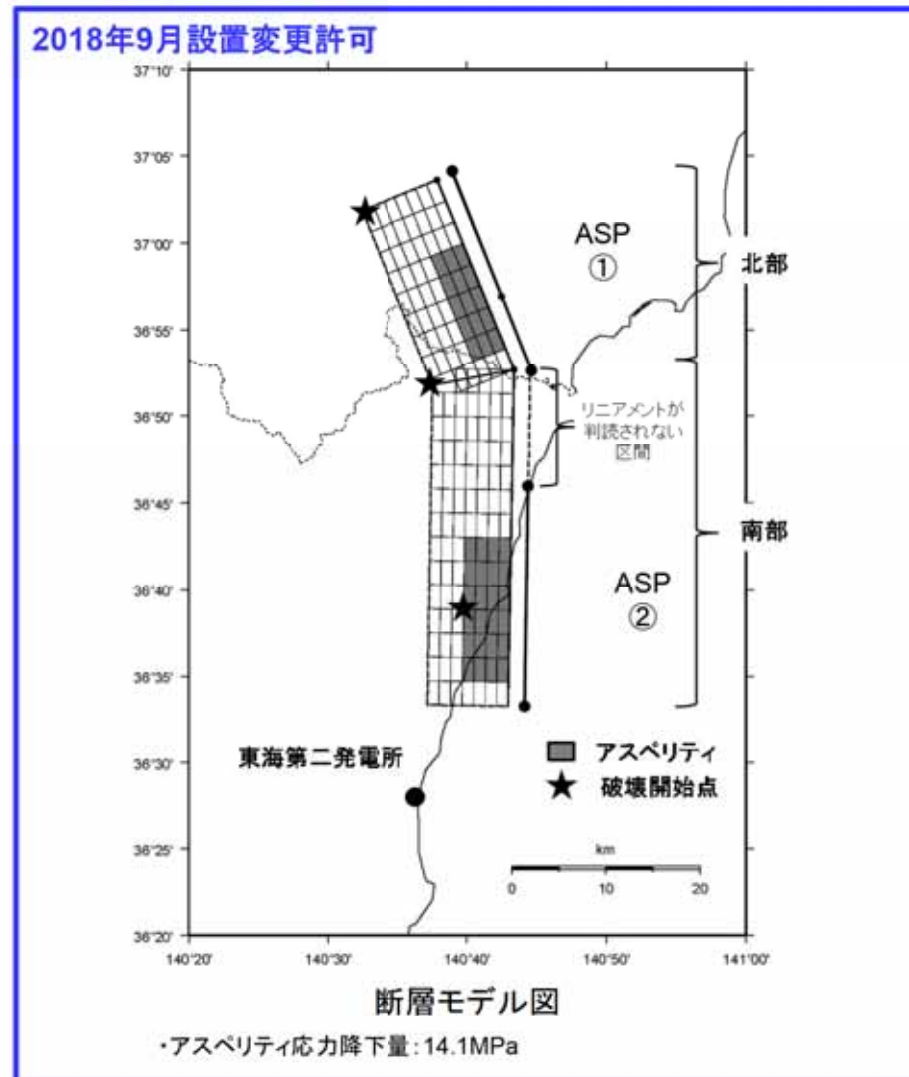 2018年9月設置変更許可
37°10'
37°05'
37°00'
36°55'
36°50'
36°45'
36°40'
36°35'
36°30'
36°25'
36°20'
ASP
①
北部
リニアメントが
判読されない
区間
南部
ASP
②
東海第二発電所
アスペリティ
破壊開始点
km
0 10 20
140°20' 140°30' 140°40' 140°50' 141°00'
断層モデル図
・アスペリティ応力降下量:14.1MPa